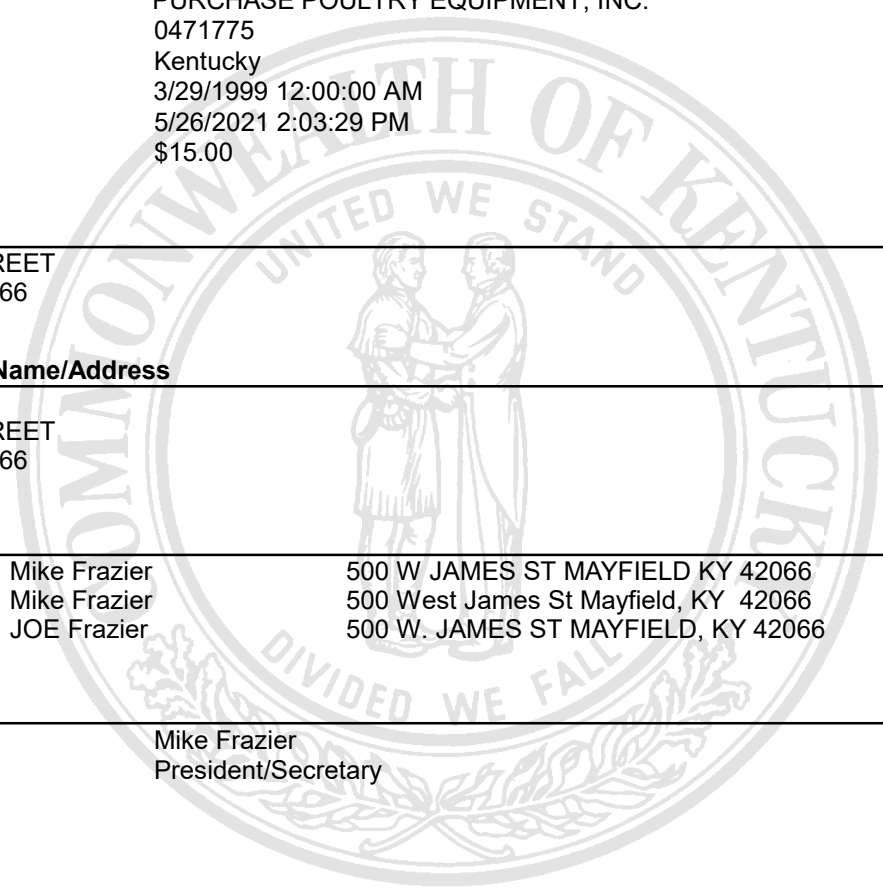 PURCHASE POULTRY EQUIPMENT, INC.
0471775
Kentucky
3/29/1999 12:00:00 AM
5/26/2021 2:03:29 PM
$15.00
COMMONWEALTH OF KENTUCKY
UNITED WE STAND
REET
66
Name/Address
REET
66
Mike Frazier 500 W JAMES ST MAYFIELD KY 42066
Mike Frazier 500 West James St Mayfield, KY 42066
JOE Frazier 500 W. JAMES ST MAYFIELD, KY 42066
DIVIDED WE FALL
Mike Frazier
President/Secretary